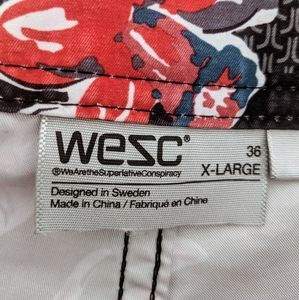 wesc®
36
X-LARGE
®WeAretheSuperlativeConspiracy
Designed in Sweden
Made in China / Fabriqué en Chine